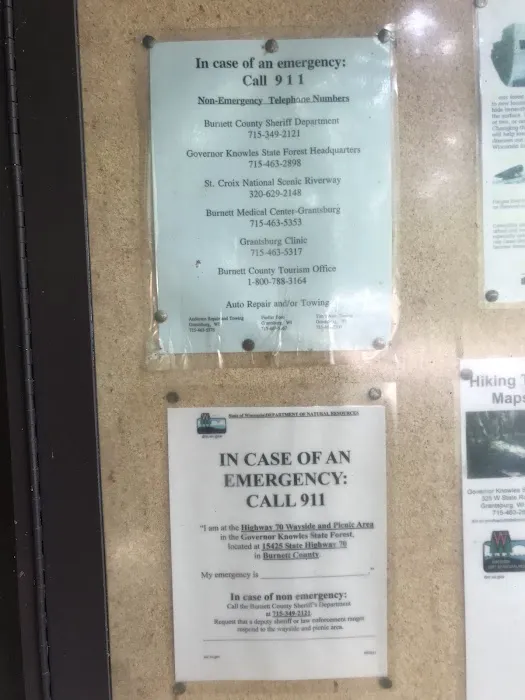 In case of an emergency:
Call 9 1 1
Non-Emergency Telephone Numbers
Burnett County Sheriff Department
715-349-2121
Governor Knowles State Forest Headquarters
715-463-2898
St. Croix National Scenic Riverway
320-629-2148
Burnett Medical Center-Grantsburg
715-463-5353
Grantsburg Clinic
715-463-5317
Burnett County Tourism Office
1-800-788-3164
Auto Repair and/or Towing
Grantsburg, WI
State of Wisconsin/DEPARTMENT OF NATURAL RESOURCES
IN CASE OF AN
EMERGENCY:
CALL 911
"I am at the Highway 70 Wayside and Picnic Area
in the Governor Knowles State Forest,
located at 15425 State Highway 70
in Burnett County.
My emergency is ."
In case of non emergency:
Call the Burnett County Sheriff's Department
at 715-349-2121.
Request that a deputy sheriff or law enforcement ranger
respond to the wayside and picnic area.
Hiking
Maps
Governor Knowles
325 W State
Grantsburg,